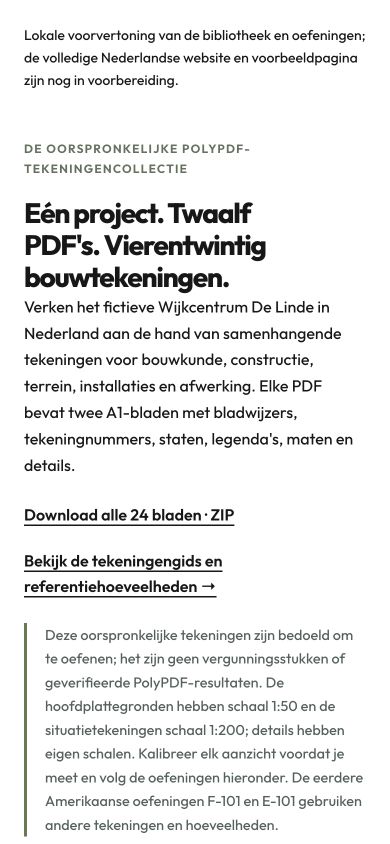 Lokale voorvertoning van de bibliotheek en oefeningen;
de volledige Nederlandse website en voorbeeldpagina
zijn nog in voorbereiding.
DE OORSPRONKELIJKE POLYPDF-
TEKENINGENCOLLECTIE
Eén project. Twaalf
PDF's. Vierentwintig
bouwtekeningen.
Verken het fictieve Wijkcentrum De Linde in
Nederland aan de hand van samenhangende
tekeningen voor bouwkunde, constructie,
terrein, installaties en afwerking. Elke PDF
bevat twee A1-bladen met bladwijzers,
tekeningnummers, staten, legenda's, maten en
details.
Download alle 24 bladen · ZIP
Bekijk de tekeningengids en
referentiehoeveelheden →
Deze oorspronkelijke tekeningen zijn bedoeld om
te oefenen; het zijn geen vergunningsstukken of
geverifieerde PolyPDF-resultaten. De
hoofdplattegronden hebben schaal 1:50 en de
situatietekeningen schaal 1:200; details hebben
eigen schalen. Kalibreer elk aanzicht voordat je
meet en volg de oefeningen hieronder. De eerdere
Amerikaanse oefeningen F-101 en E-101 gebruiken
andere tekeningen en hoeveelheden.